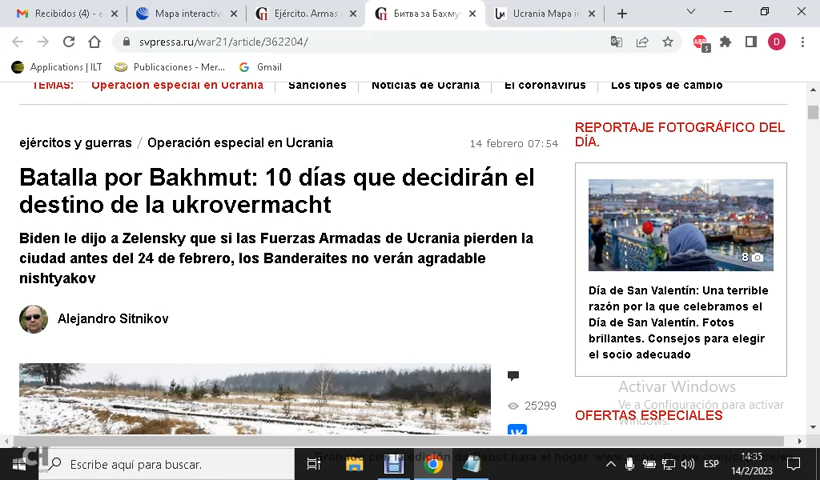 Recibidos (4) - e
Mapa interactiv
Ejército. Armas
Битва за Бахму
Ucrania Mapa in
svpressa.ru/war21/article/362204/
ABP
5
D
Applications | ILT
Publicaciones - Mer...
Gmail
TEMAS:
Operación especial en Ucrania
Sanciones
Noticias de Ucrania
El coronavirus
Los tipos de cambio
ejércitos y guerras / Operación especial en Ucrania
14 febrero 07:54
Batalla por Bakhmut: 10 días que decidirán el
destino de la ukrovermacht
Biden le dijo a Zelensky que si las Fuerzas Armadas de Ucrania pierden la
ciudad antes del 24 de febrero, los Banderaites no verán agradable
nishtyakov
Alejandro Sitnikov
25299
REPORTAJE FOTOGRÁFICO DEL
DÍA.
8
Día de San Valentín: Una terrible
razón por la que celebramos el
Día de San Valentín. Fotos
brillantes. Consejos para elegir
el socio adecuado
Activar Windows
Ve a Configuración para activar
Windows.
OFERTAS ESPECIALES
Escribe aquí para buscar.
ESP
14:35
14/2/2023